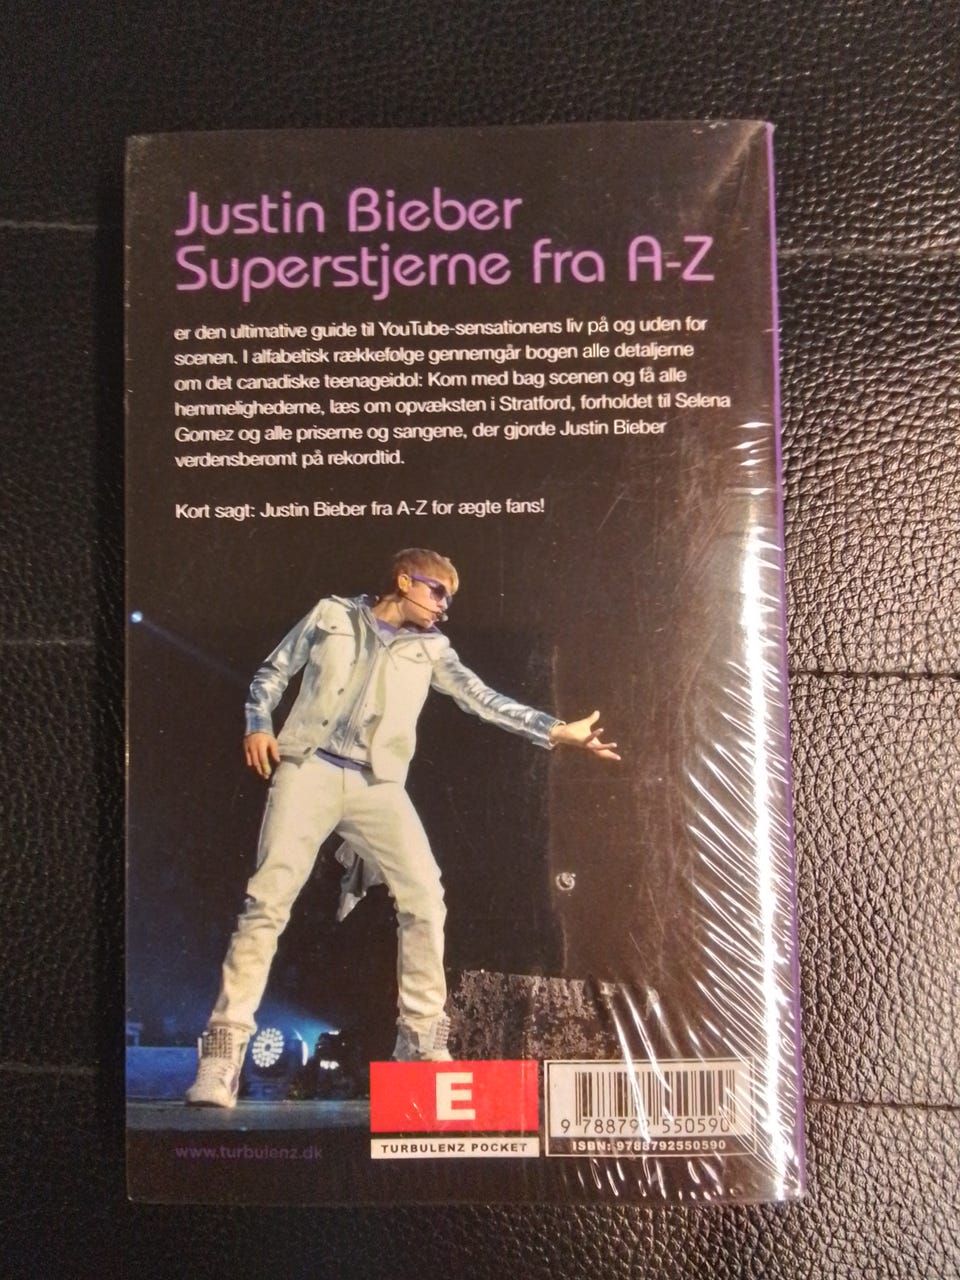 Justin Bieber
Superstjerne fra A-Z
er den ultimative guide til YouTube-sensationens liv på og uden for
scenen. I alfabetisk rækkefølge gennemgår bogen alle detaljerne
om det canadiske teenageidol: Kom med bag scenen og få alle
hemmelighederne, læs om opvæksten i Stratford, forholdet til Selena
Gomez og alle priserne og sangene, der gjorde Justin Bieber
verdensberømt på rekordtid.
Kort sagt: Justin Bieber fra A-Z for ægte fans!
E
TURBULENZ POCKET
9 788792 550590
ISBN: 9788792550590
www.turbulenz.dk